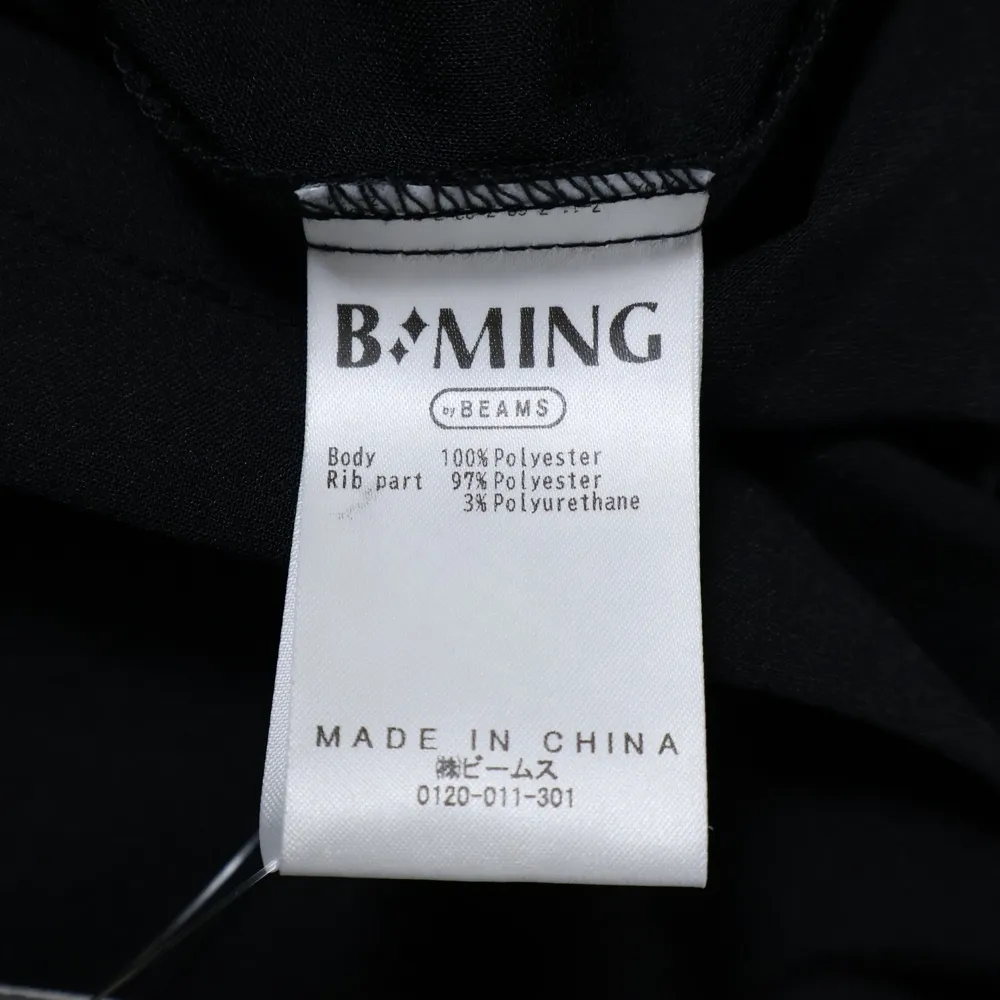 B MING
by BEAMS
Body 100% Polyester
Rib part 97% Polyester
3% Polyurethane
MADE IN CHINA
㈱ビームス
0120-011-301